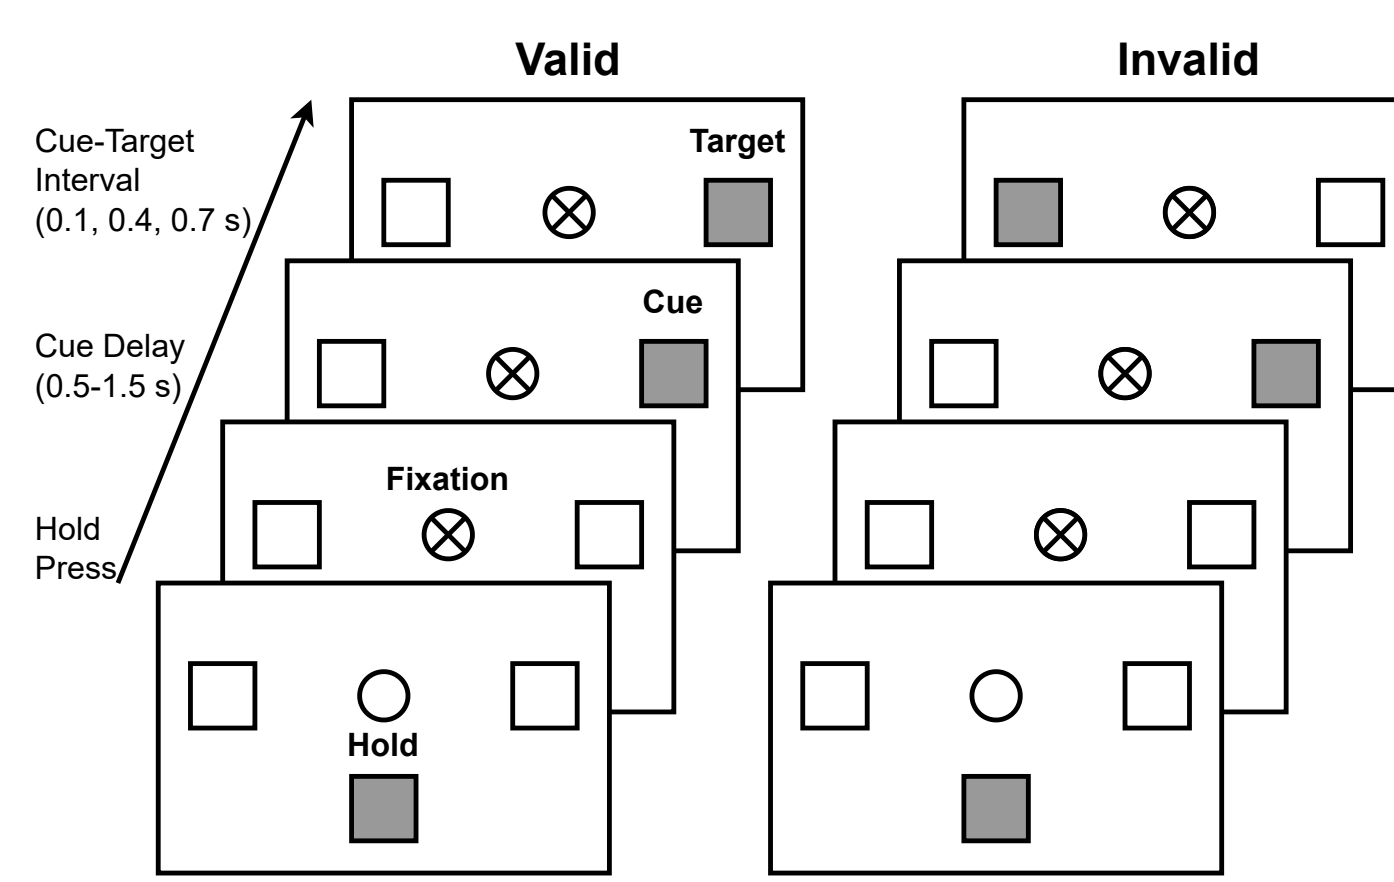 Valid
Invalid
Cue-Target
Interval
(0.1, 0.4, 0.7 s)
Target
Cue Delay
(0.5-1.5 s)
Cue
Hold
Press
Fixation
Hold